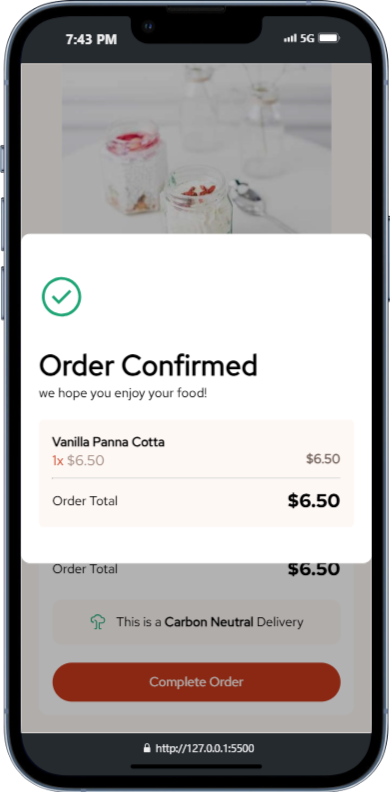 7:43 PM 5G
Order Confirmed
we hope you enjoy your food!
Vanilla Panna Cotta
1x $6.50 $6.50
Order Total $6.50
Order Total $6.50
This is a Carbon Neutral Delivery
Complete Order
http://127.0.0.1:5500